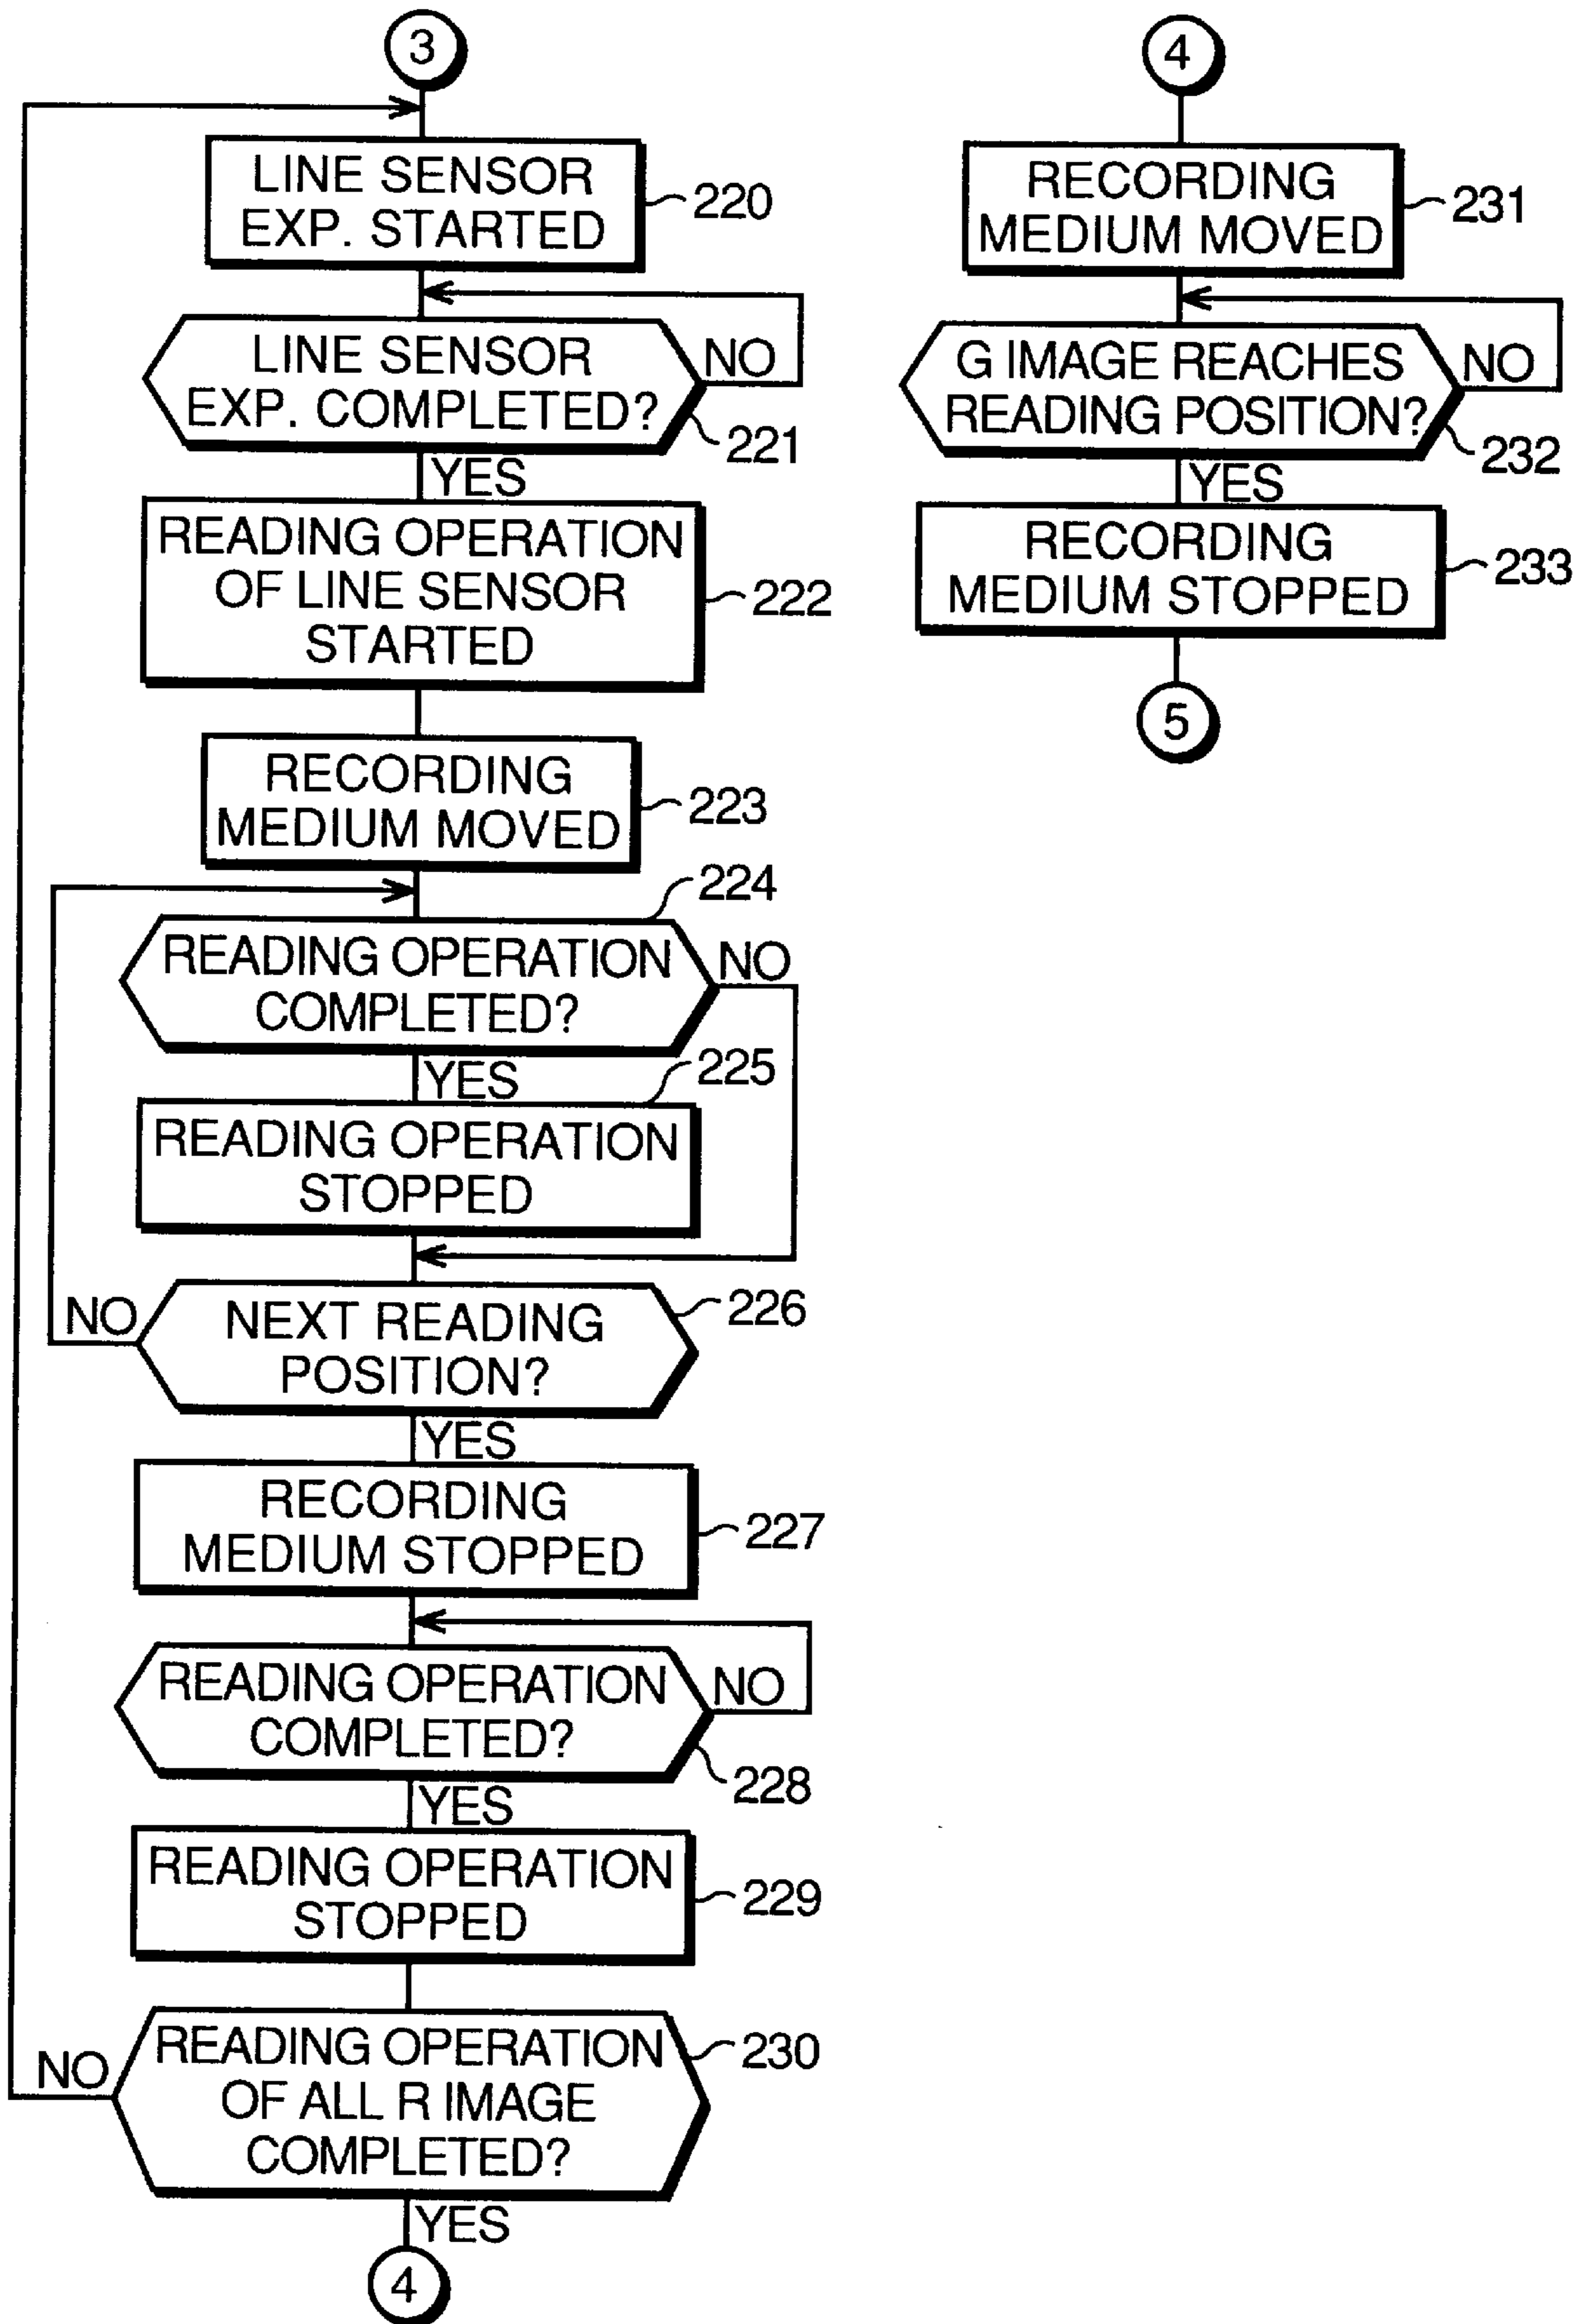 3
LINE SENSOR
EXP. STARTED
220
LINE SENSOR
EXP. COMPLETED?
NO
221
YES
READING OPERATION
OF LINE SENSOR
STARTED
222
RECORDING
MEDIUM MOVED
223
224
READING OPERATION
COMPLETED?
NO
YES
225
READING OPERATION
STOPPED
NO
NEXT READING
POSITION?
226
YES
RECORDING
MEDIUM STOPPED
227
READING OPERATION
COMPLETED?
NO
228
YES
READING OPERATION
STOPPED
229
NO
READING OPERATION
OF ALL R IMAGE
COMPLETED?
230
YES
4
4
RECORDING
MEDIUM MOVED
231
G IMAGE REACHES
READING POSITION?
NO
232
YES
RECORDING
MEDIUM STOPPED
233
5